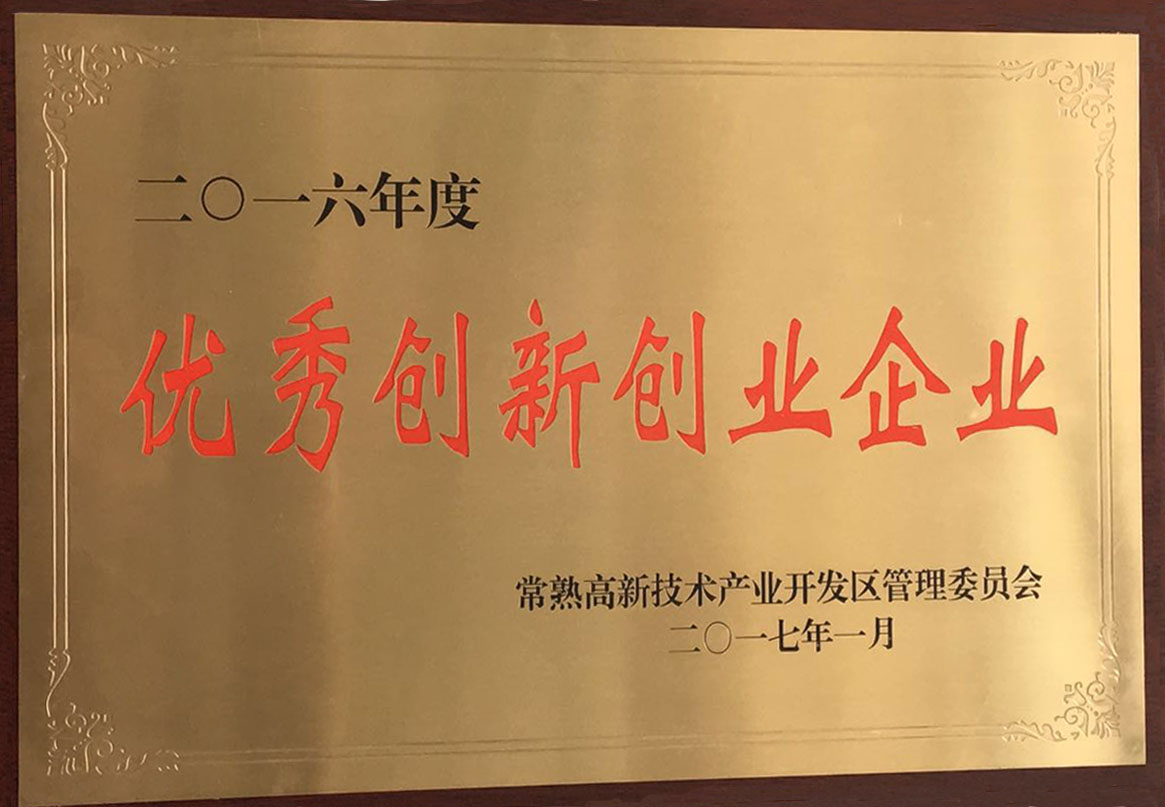 二〇一六年度
优秀创新创业企业
常熟高新技术产业开发区管理委员会
二〇一七年一月